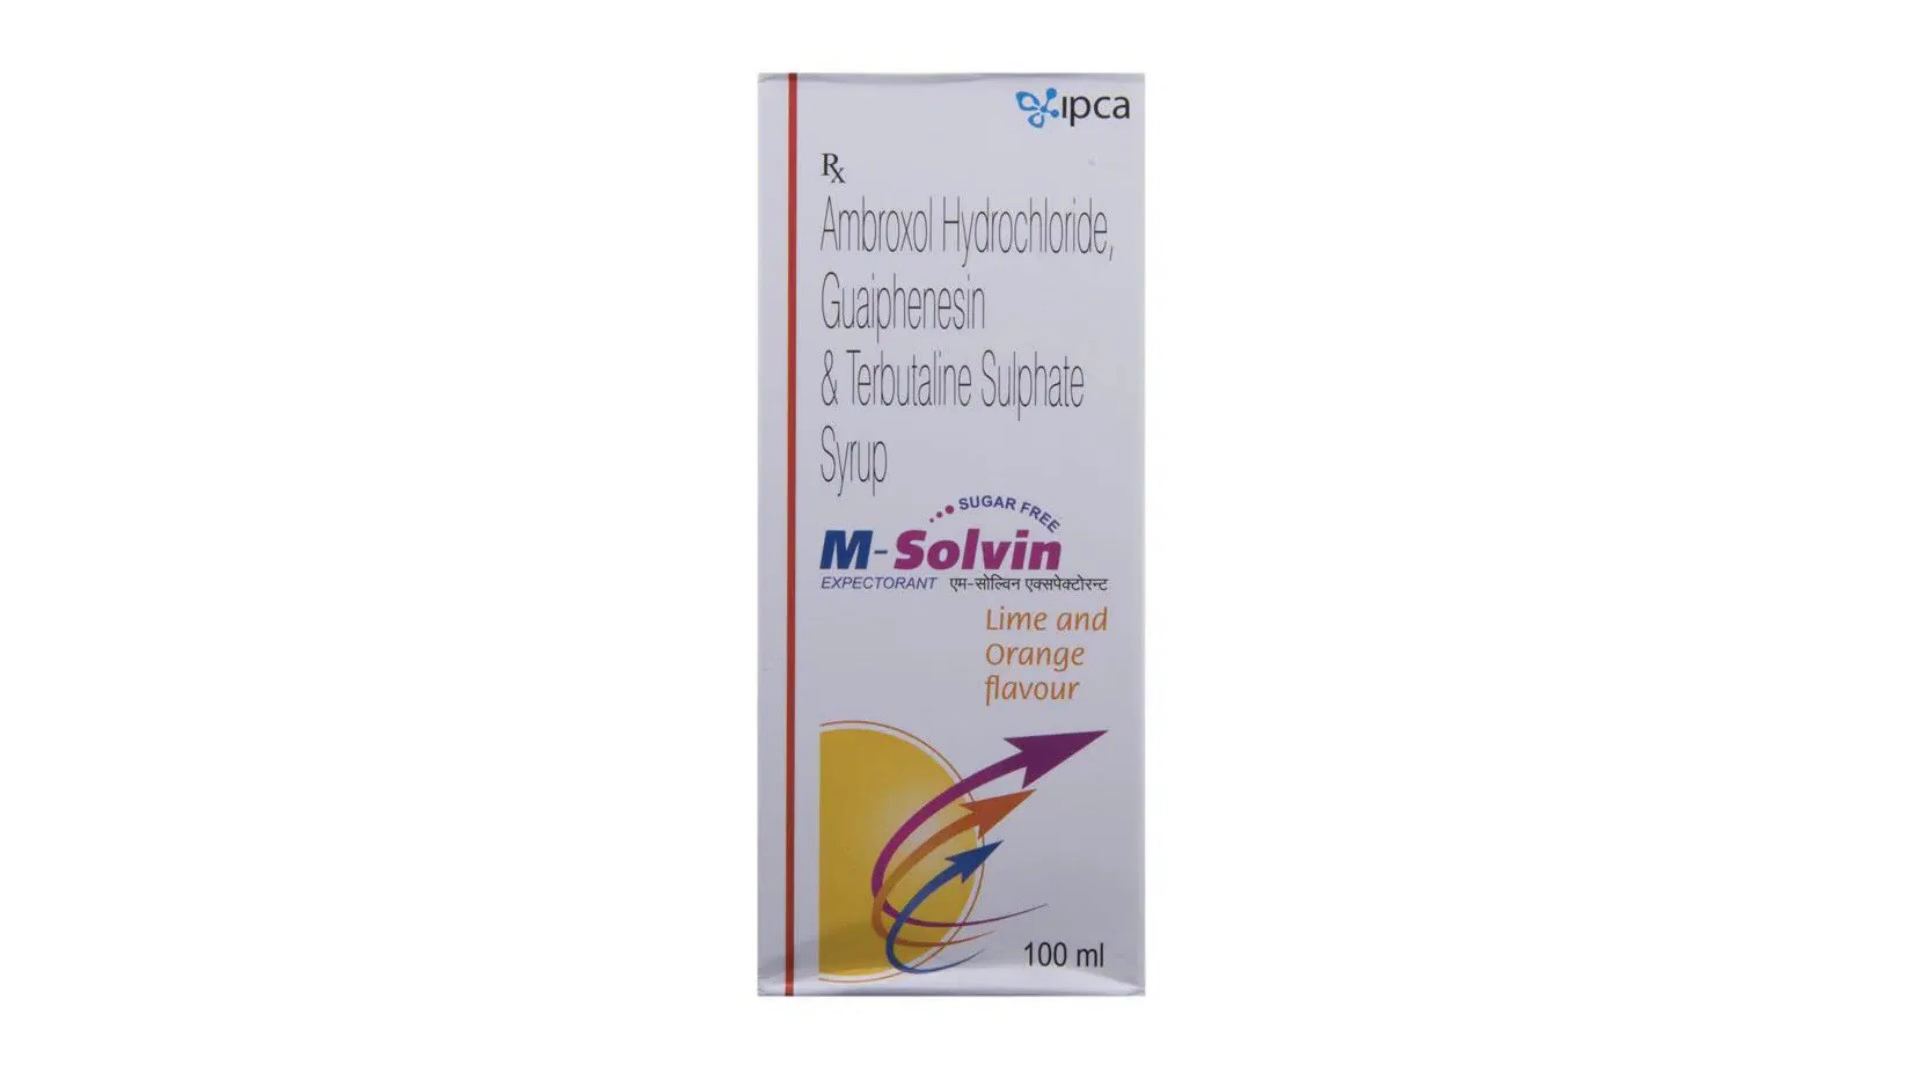 ipca
Rx
Ambroxol Hydrochloride,
Guaiphenesin
& Terbutaline Sulphate
Syrup
SUGAR FREE
M-Solvin
EXPECTORANT एम-सोल्विन एक्सपेक्टोरन्ट
Lime and
Orange
flavour
100 ml